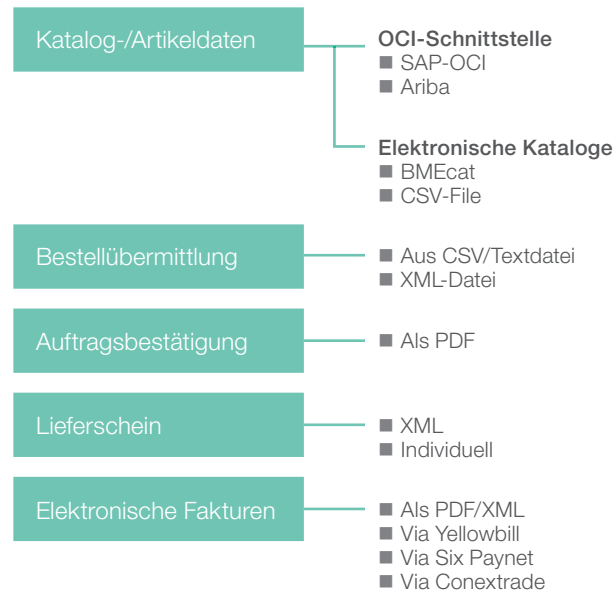 Katalog-/Artikeldaten
OCI-Schnittstelle
■ SAP-OCI
■ Ariba
Elektronische Kataloge
■ BMEcat
■ CSV-File
Bestellübermittlung
■ Aus CSV/Textdatei
■ XML-Datei
Auftragsbestätigung
■ Als PDF
Lieferschein
■ XML
■ Individuell
Elektronische Fakturen
■ Als PDF/XML
■ Via Yellowbill
■ Via Six Paynet
■ Via Conextrade